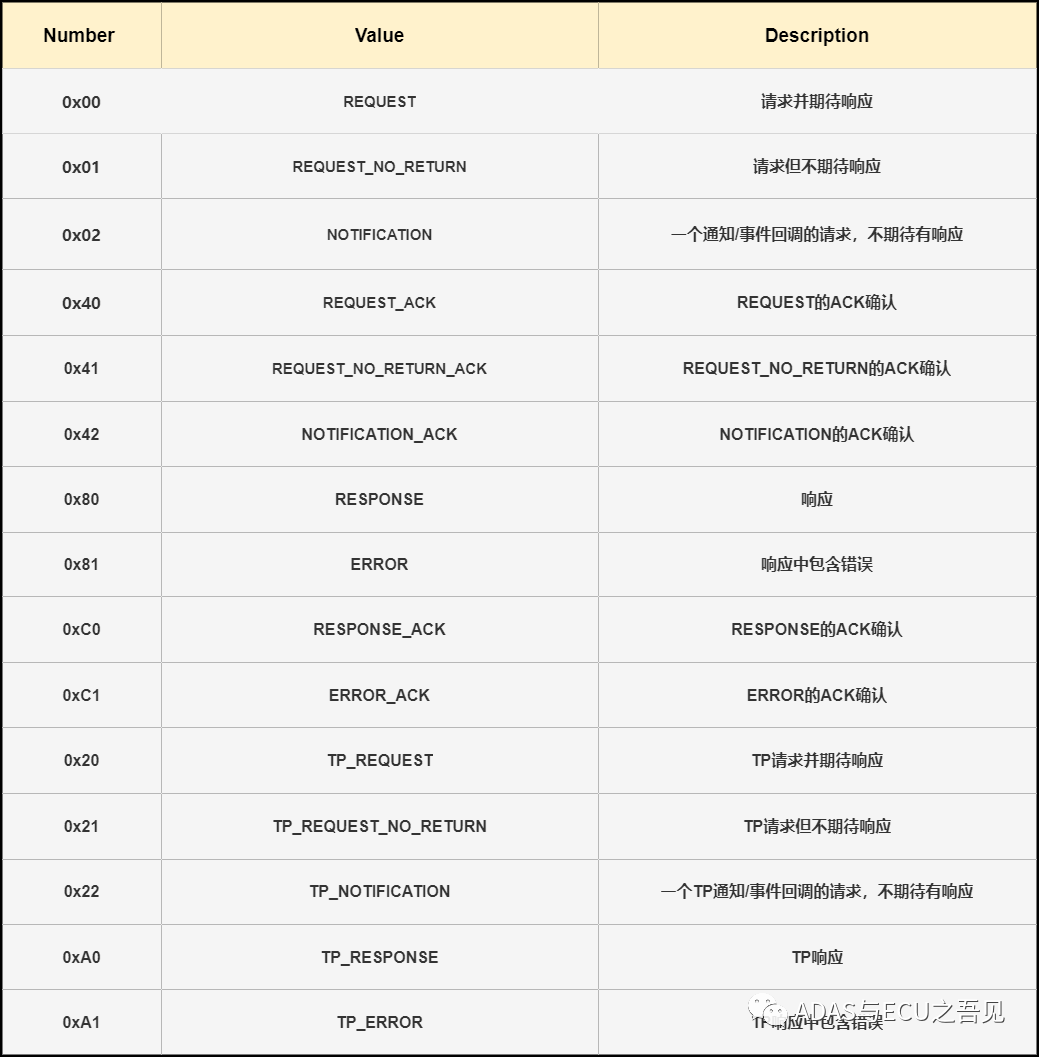 Number Value Description
0x00 REQUEST 请求并期待响应
0x01 REQUEST_NO_RETURN 请求但不期待响应
0x02 NOTIFICATION 一个通知/事件回调的请求，不期待有响应
0x40 REQUEST_ACK REQUEST的ACK确认
0x41 REQUEST_NO_RETURN_ACK REQUEST_NO_RETURN的ACK确认
0x42 NOTIFICATION_ACK NOTIFICATION的ACK确认
0x80 RESPONSE 响应
0x81 ERROR 响应中包含错误
0xC0 RESPONSE_ACK RESPONSE的ACK确认
0xC1 ERROR_ACK ERROR的ACK确认
0x20 TP_REQUEST TP请求并期待响应
0x21 TP_REQUEST_NO_RETURN TP请求但不期待响应
0x22 TP_NOTIFICATION 一个TP通知/事件回调的请求，不期待有响应
0xA0 TP_RESPONSE TP响应
0xA1 TP_ERROR TP响应中包含错误
ADAS与ECU之吾见